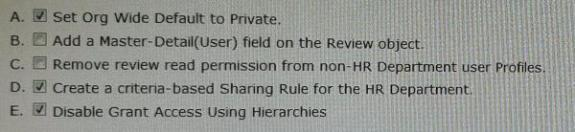 A. Set Org Wide Default to Private.
B. Add a Master-Detail(User) field on the Review object.
C. Remove review read permission from non-HR Department user Profiles.
D. Create a criteria-based Sharing Rule for the HR Department.
E. Disable Grant Access Using Hierarchies